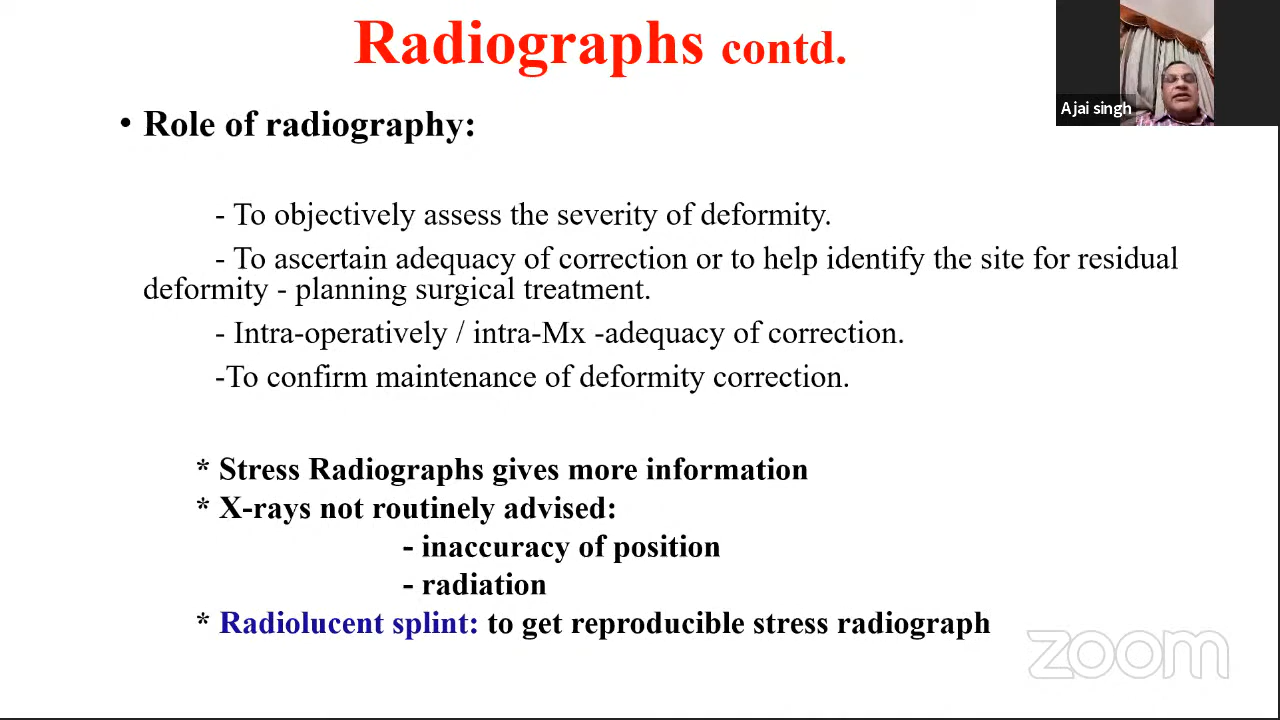 Radiographs contd.
Ajai singh
• Role of radiography:
- To objectively assess the severity of deformity.
- To ascertain adequacy of correction or to help identify the site for residual
deformity - planning surgical treatment.
- Intra-operatively / intra-Mx -adequacy of correction.
-To confirm maintenance of deformity correction.
* Stress Radiographs gives more information
* X-rays not routinely advised:
- inaccuracy of position
- radiation
* Radiolucent splint: to get reproducible stress radiograph
zoom